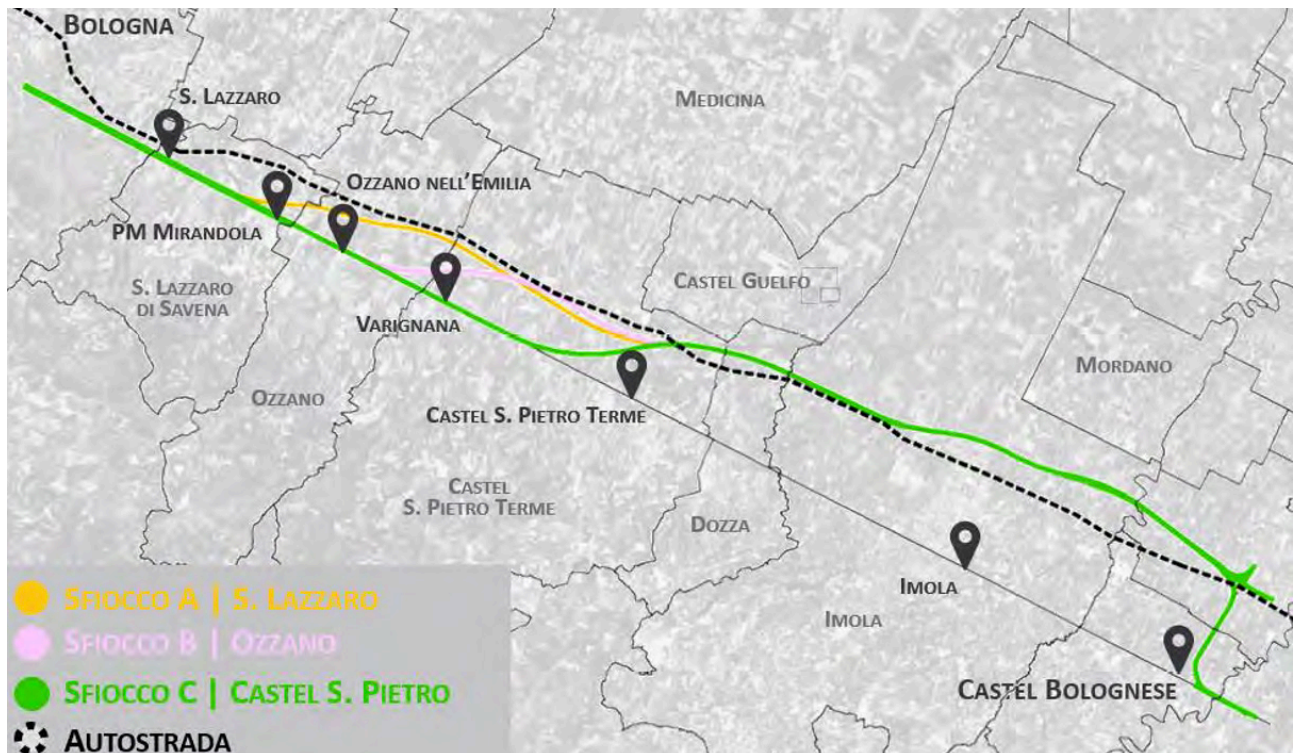 BOLOGNA
S. LAZZARO
MEDICINA
OZZANO NELL'EMILIA
PM MIRANDOLA
S. LAZZARO
DI SAVENA
CASTEL GUELFO
VARIGNANA
MORDANO
OZZANO
CASTEL S. PIETRO TERME
CASTEL
S. PIETRO TERME
DOZZA
IMOLA
IMOLA
CASTEL BOLOGNESE
SFIOCCO A | S. LAZZARO
SFIOCCO B | OZZANO
SFIOCCO C | CASTEL S. PIETRO
AUTOSTRADA